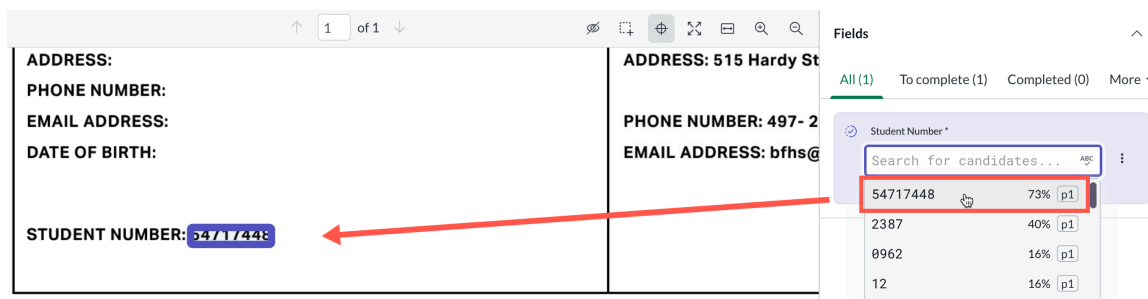 1 of 1
ADDRESS:
PHONE NUMBER:
EMAIL ADDRESS:
DATE OF BIRTH:
STUDENT NUMBER: 54717448
ADDRESS: 515 Hardy St
PHONE NUMBER: 497- 2
EMAIL ADDRESS: bfhs@
Fields
All (1) To complete (1) Completed (0) More
Student Number *
Search for candidates... ABC
54717448 73% p1
2387 40% p1
0962 16% p1
12 16% p1